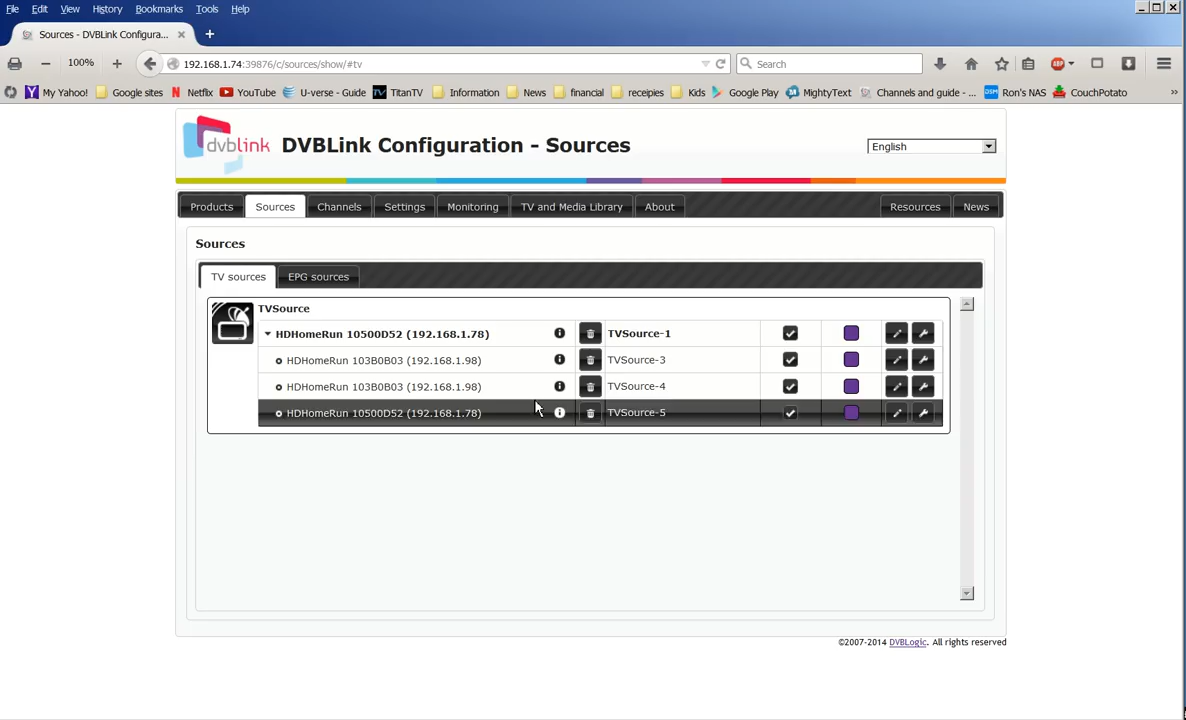 File Edit View History Bookmarks Tools Help
Sources - DVBLink Configura... × +
100% 192.168.1.74:39876/c/sources/show/#tv Search
My Yahoo! Google sites Netflix YouTube U-verse - Guide TitanTV Information News financial receipies Kids Google Play MightyText Channels and guide - ... Ron's NAS CouchPotato »
dvblink DVBLink Configuration - Sources English
Products Sources Channels Settings Monitoring TV and Media Library About Resources News
Sources
TV sources EPG sources
TVSource
HDHomeRun 10500D52 (192.168.1.78) TVSource-1
HDHomeRun 103B0B03 (192.168.1.98) TVSource-3
HDHomeRun 103B0B03 (192.168.1.98) TVSource-4
HDHomeRun 10500D52 (192.168.1.78) TVSource-5
©2007-2014 DVBLogic. All rights reserved